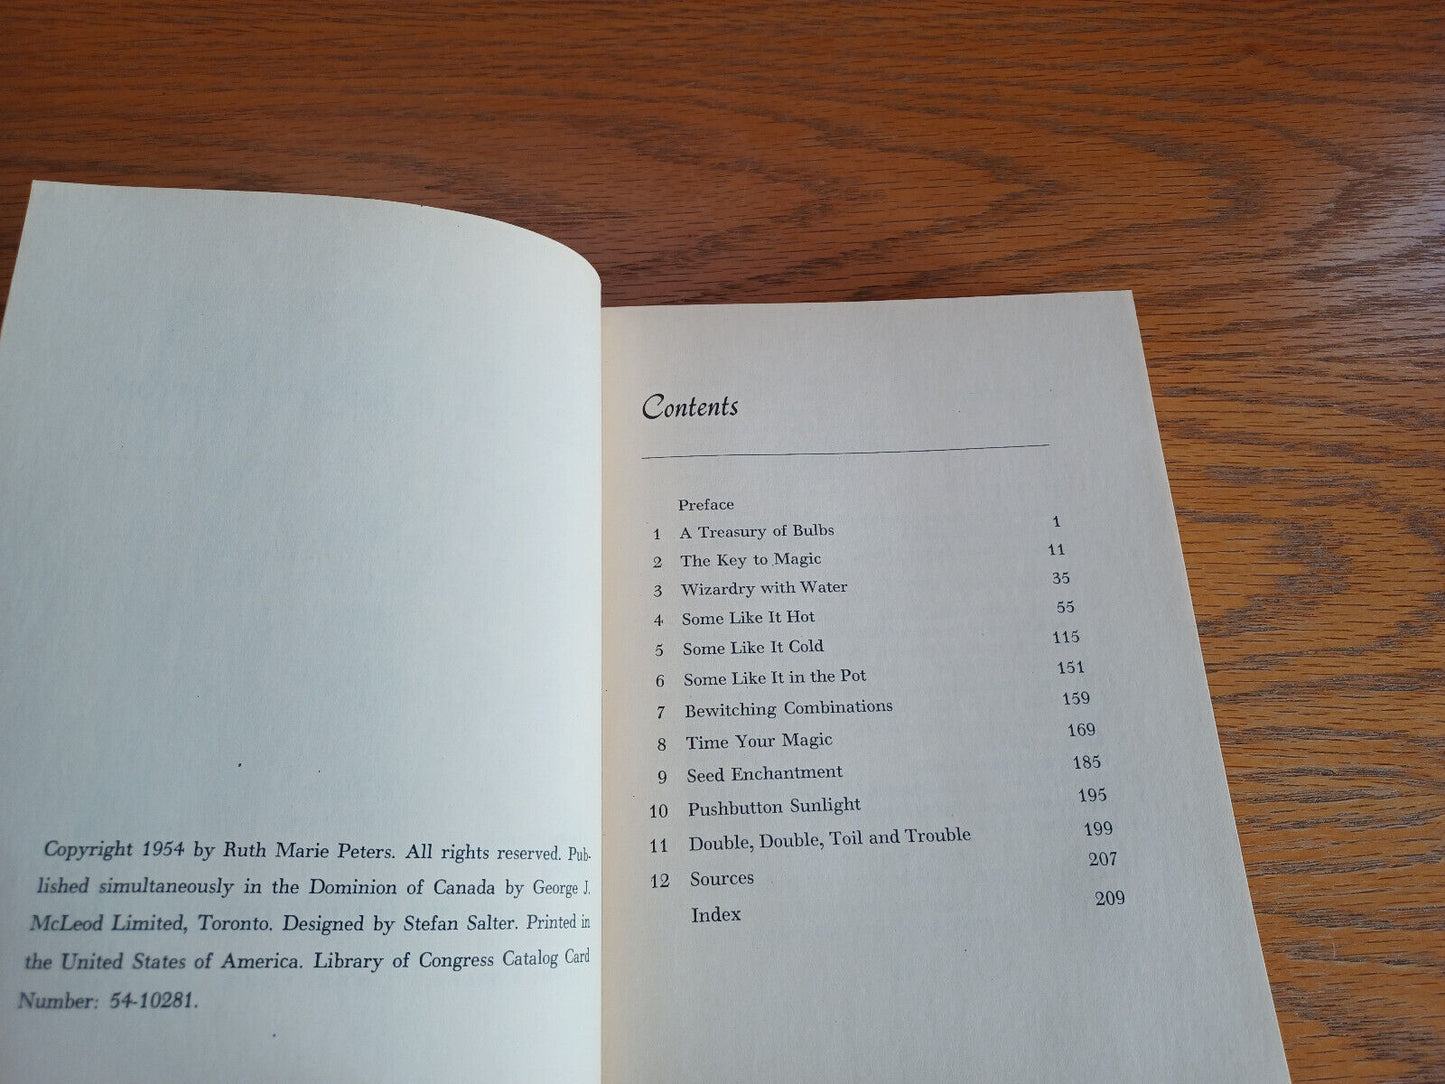 Copyright 1954 by Ruth Marie Peters. All rights reserved. Pub-
lished simultaneously in the Dominion of Canada by George J.
McLeod Limited, Toronto. Designed by Stefan Salter. Printed in
the United States of America. Library of Congress Catalog Card
Number: 54-10281.
Contents
Preface
1 A Treasury of Bulbs 1
2 The Key to Magic 11
3 Wizardry with Water 35
4 Some Like It Hot 55
5 Some Like It Cold 115
6 Some Like It in the Pot 151
7 Bewitching Combinations 159
8 Time Your Magic 169
9 Seed Enchantment 185
10 Pushbutton Sunlight 195
11 Double, Double, Toil and Trouble 199
12 Sources 207
Index 209